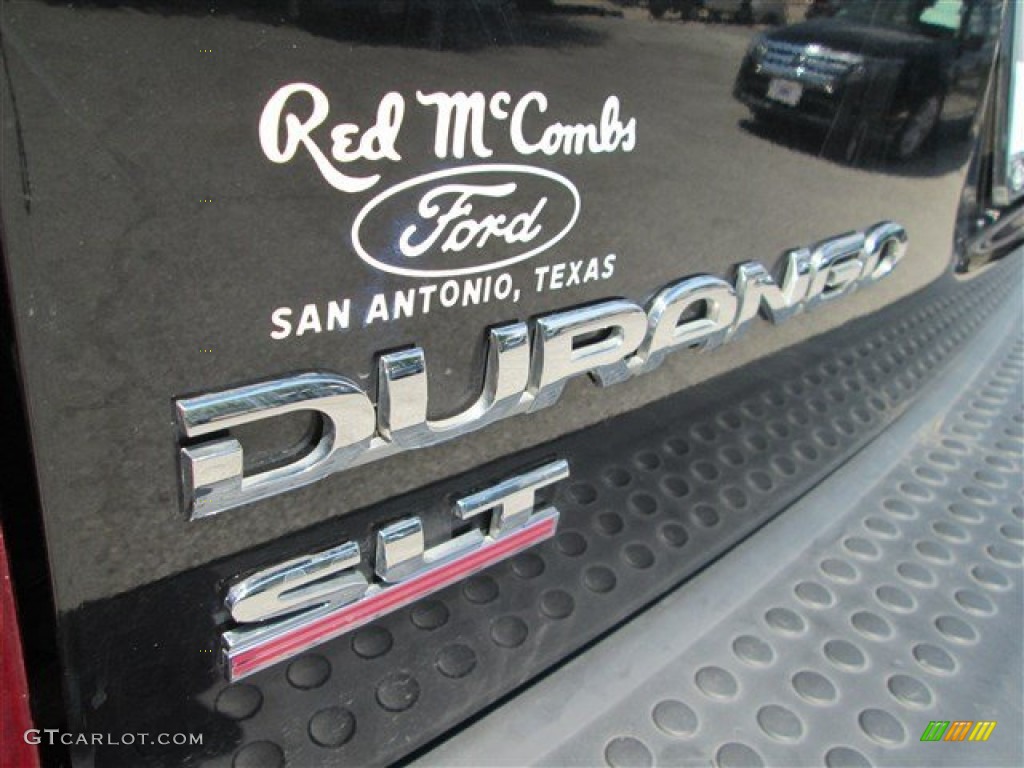 Red McCombs
Ford
SAN ANTONIO, TEXAS
DURANGO
SLT
GTCARLOT.COM